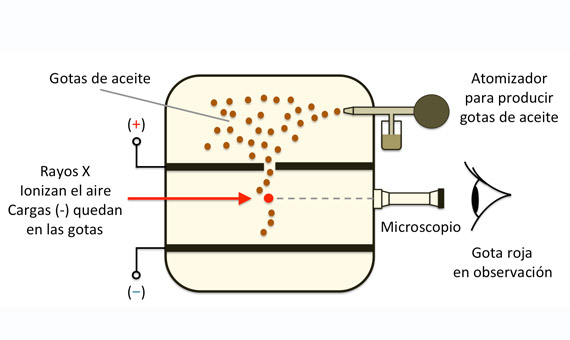 Gotas de aceite
(+)
Rayos X
Ionizan el aire
Cargas (-) quedan
en las gotas
(−)
Atomizador
para producir
gotas de aceite
Microscopio
Gota roja
en observación